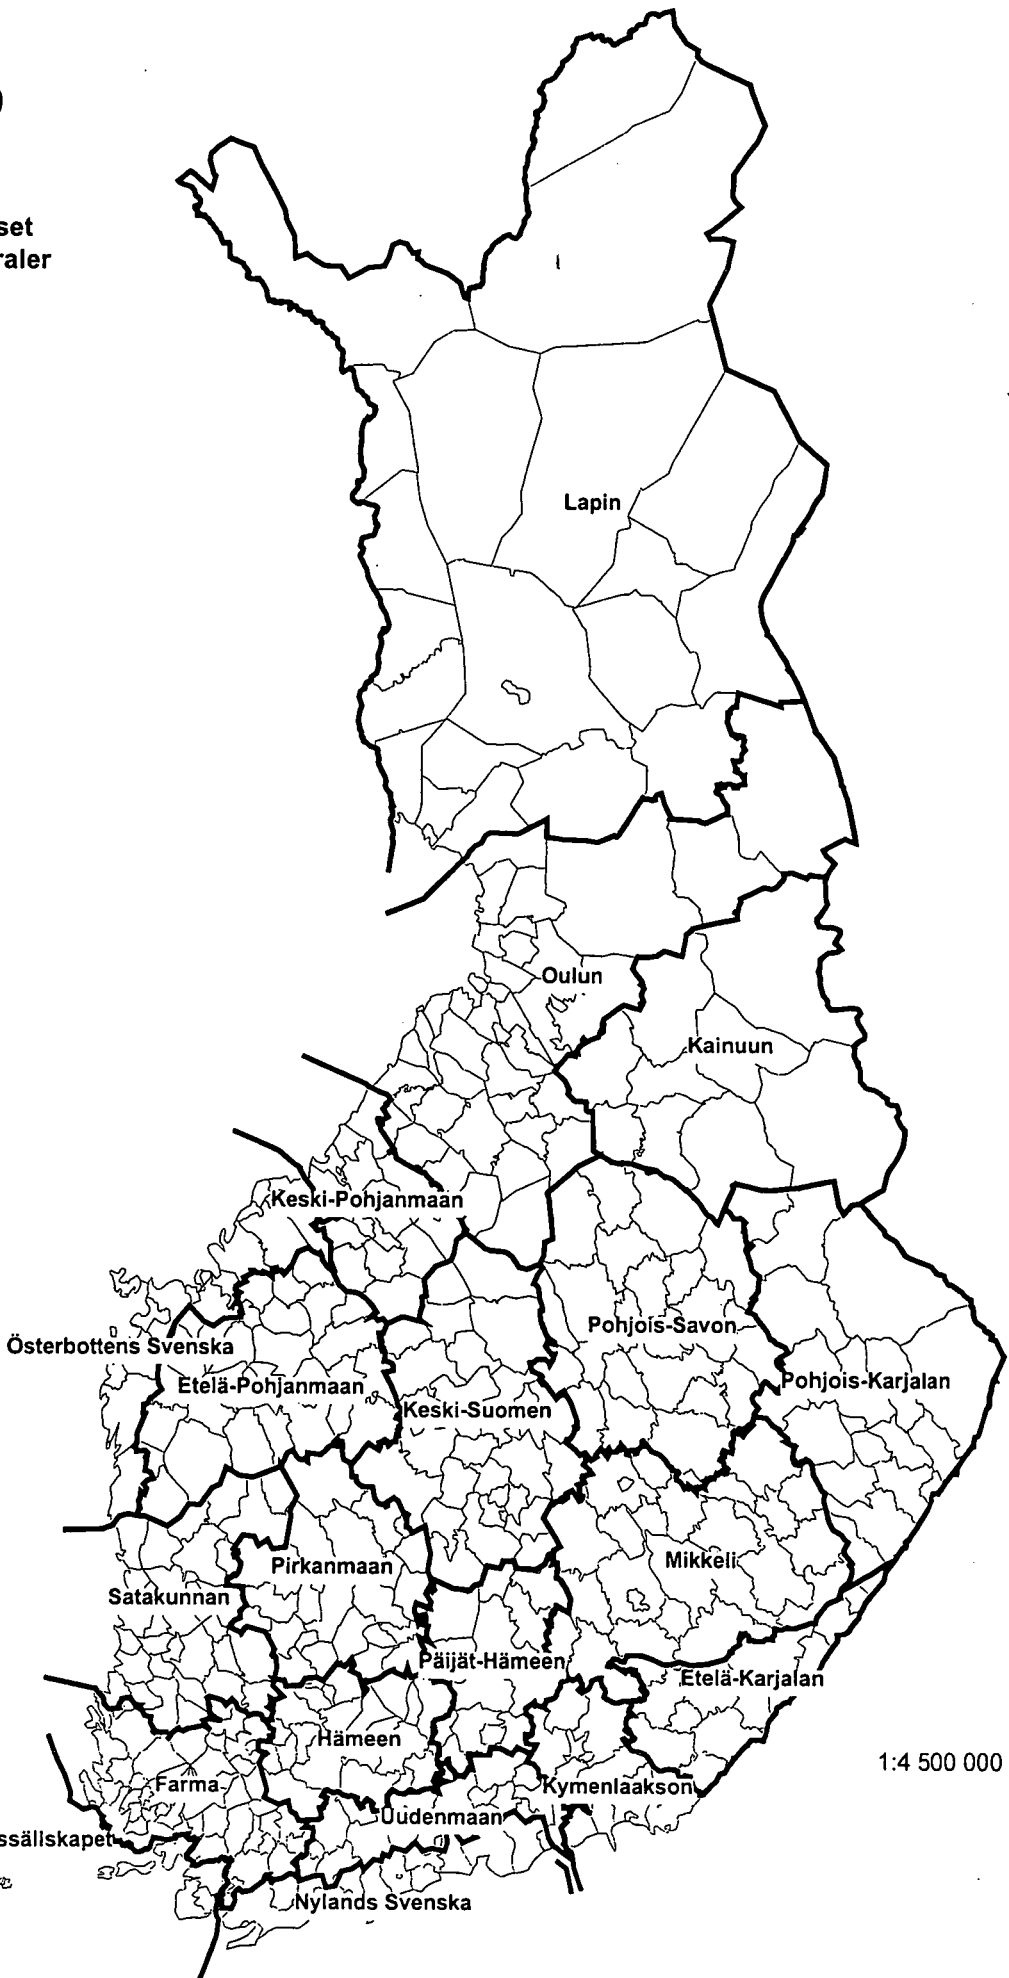 set
raler
Lapin
Oulun
Kainuun
Keski-Pohjanmaan
Pohjois-Savon
Österbottens Svenska
Etelä-Pohjanmaan
Pohjois-Karjalan
Keski-Suomen
Mikkeli
Pirkanmaan
Satakunnan
Päijät-Hämeen
Etelä-Karjalan
Hämeen
1:4 500 000
Farma
Kymenlaakson
Uudenmaan
ssällskapet
Nylands Svenska